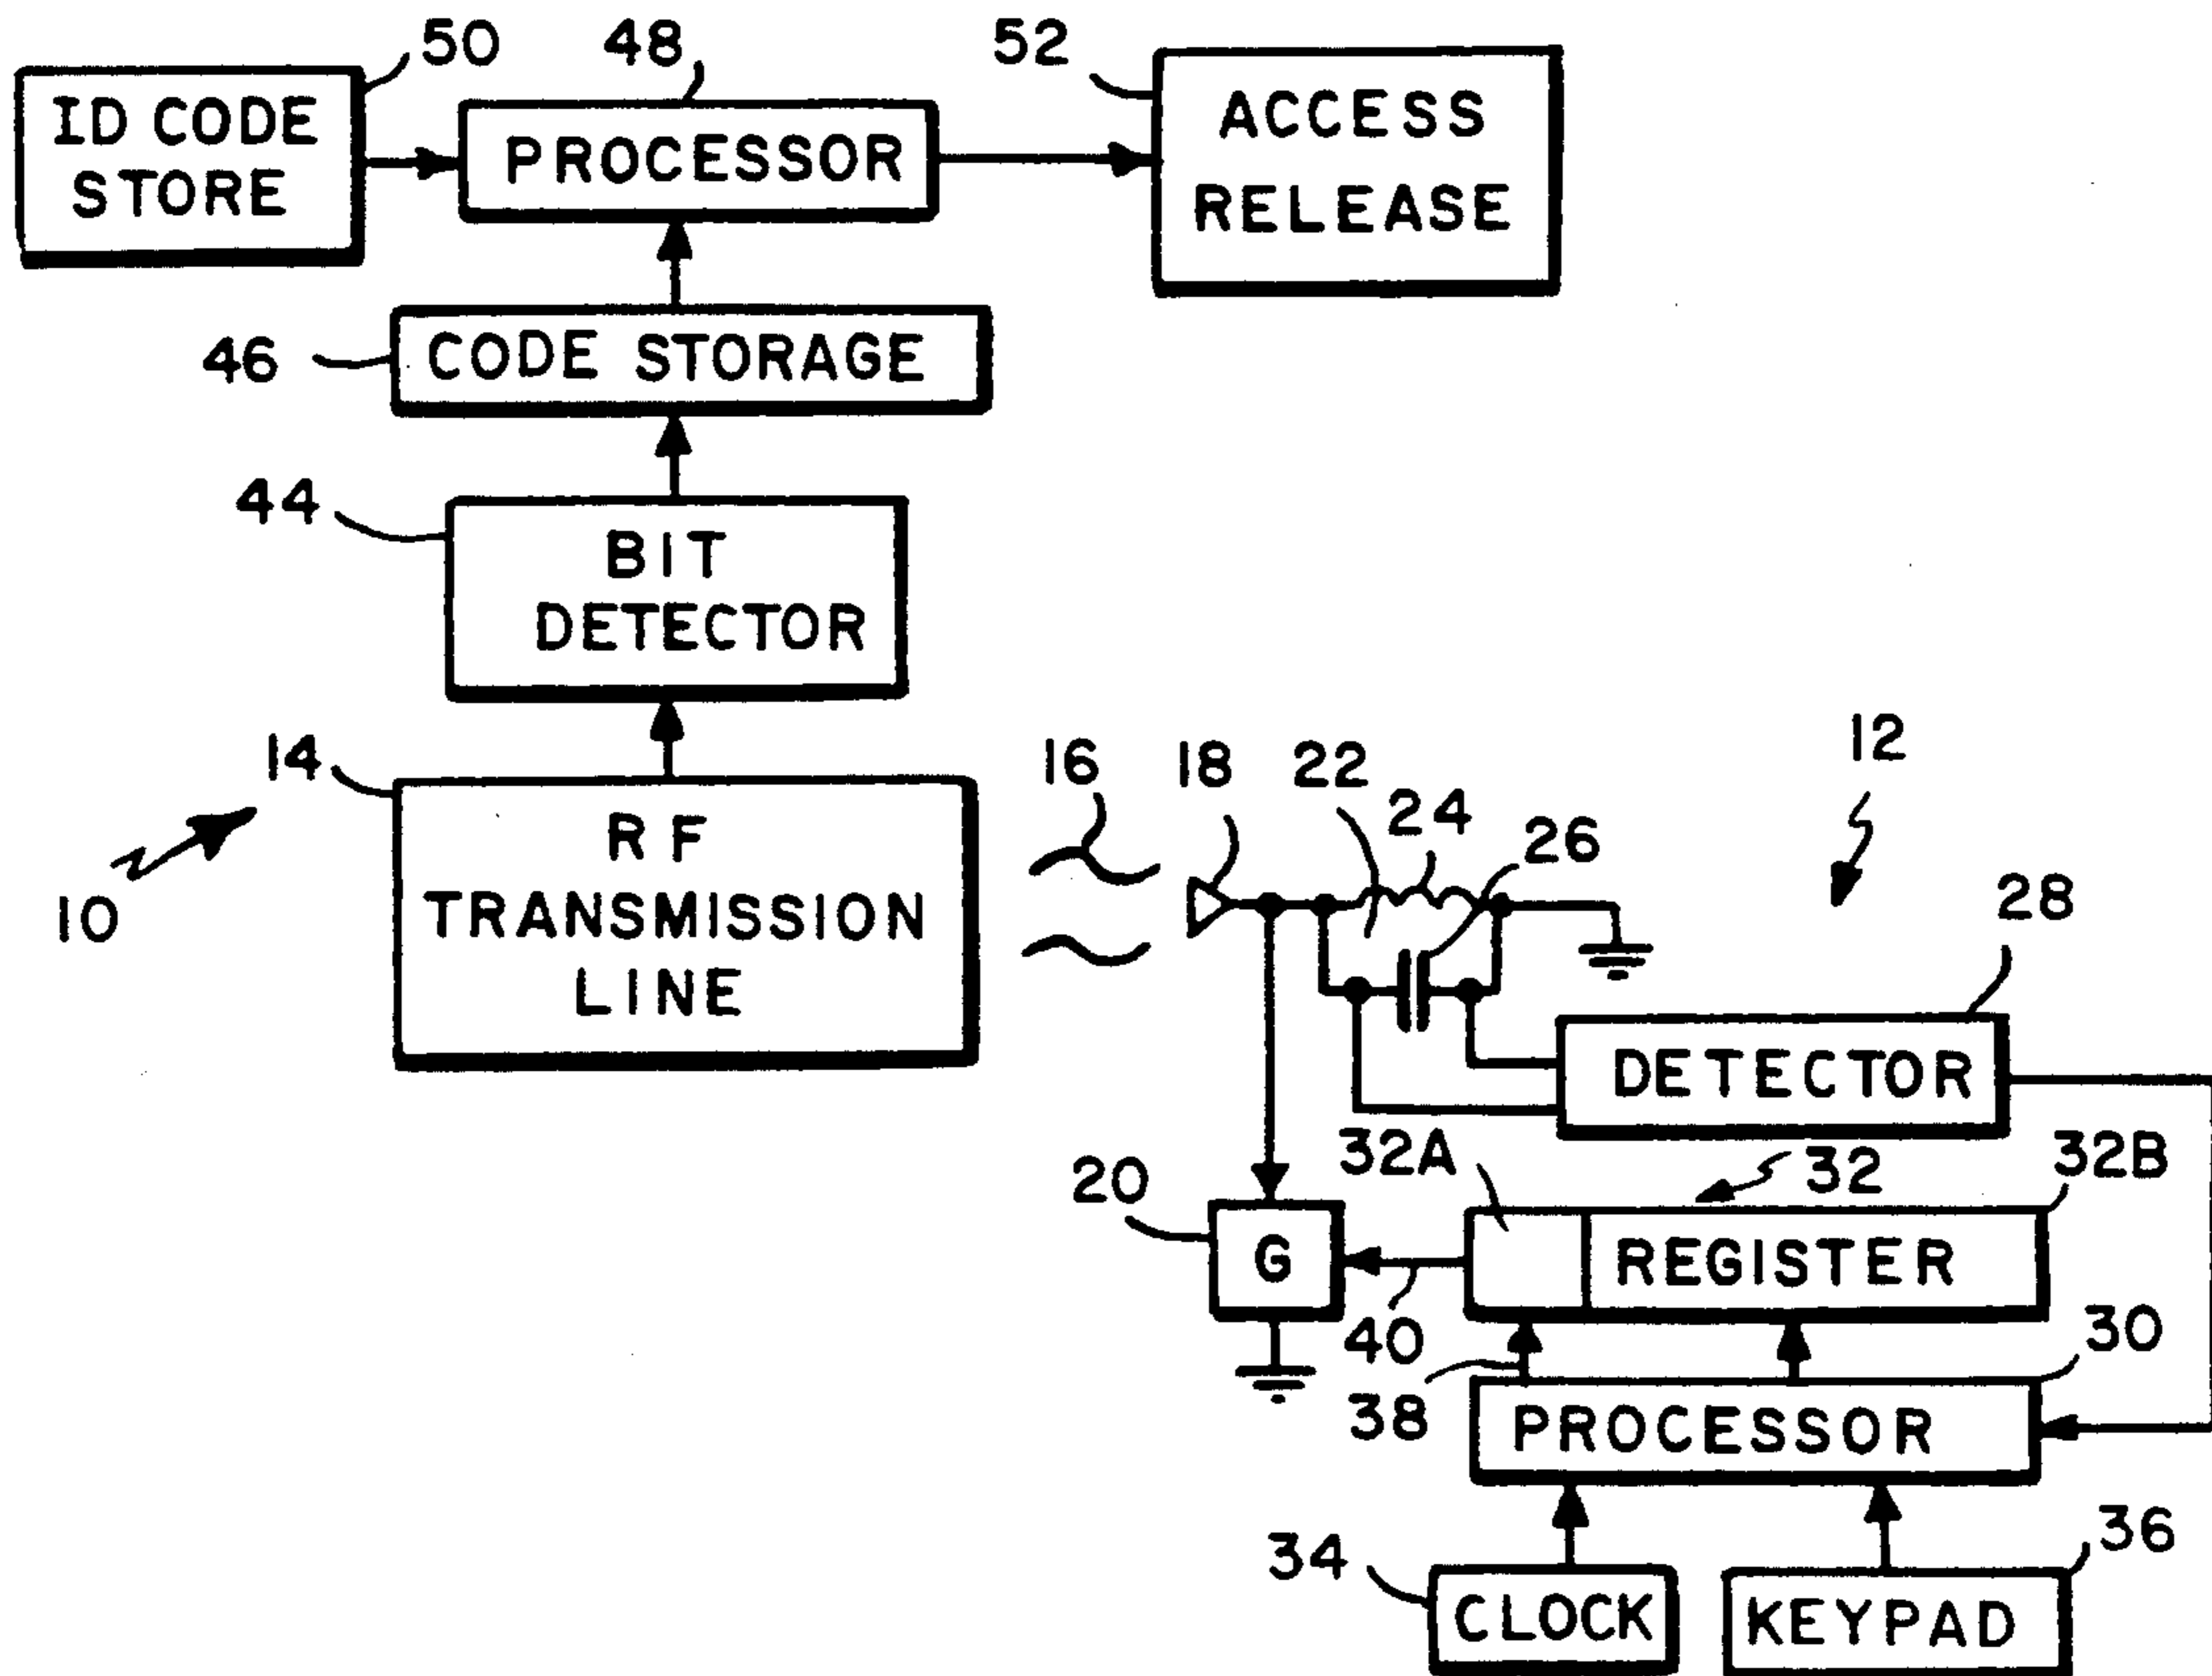 50
48
52
ID CODE
STORE
PROCESSOR
ACCESS
RELEASE
46
CODE STORAGE
44
BIT
DETECTOR
14
10
RF
TRANSMISSION
LINE
16
18
22
24
26
12
28
DETECTOR
32A
32
32B
20
G
REGISTER
40
38
30
PROCESSOR
34
CLOCK
36
KEYPAD